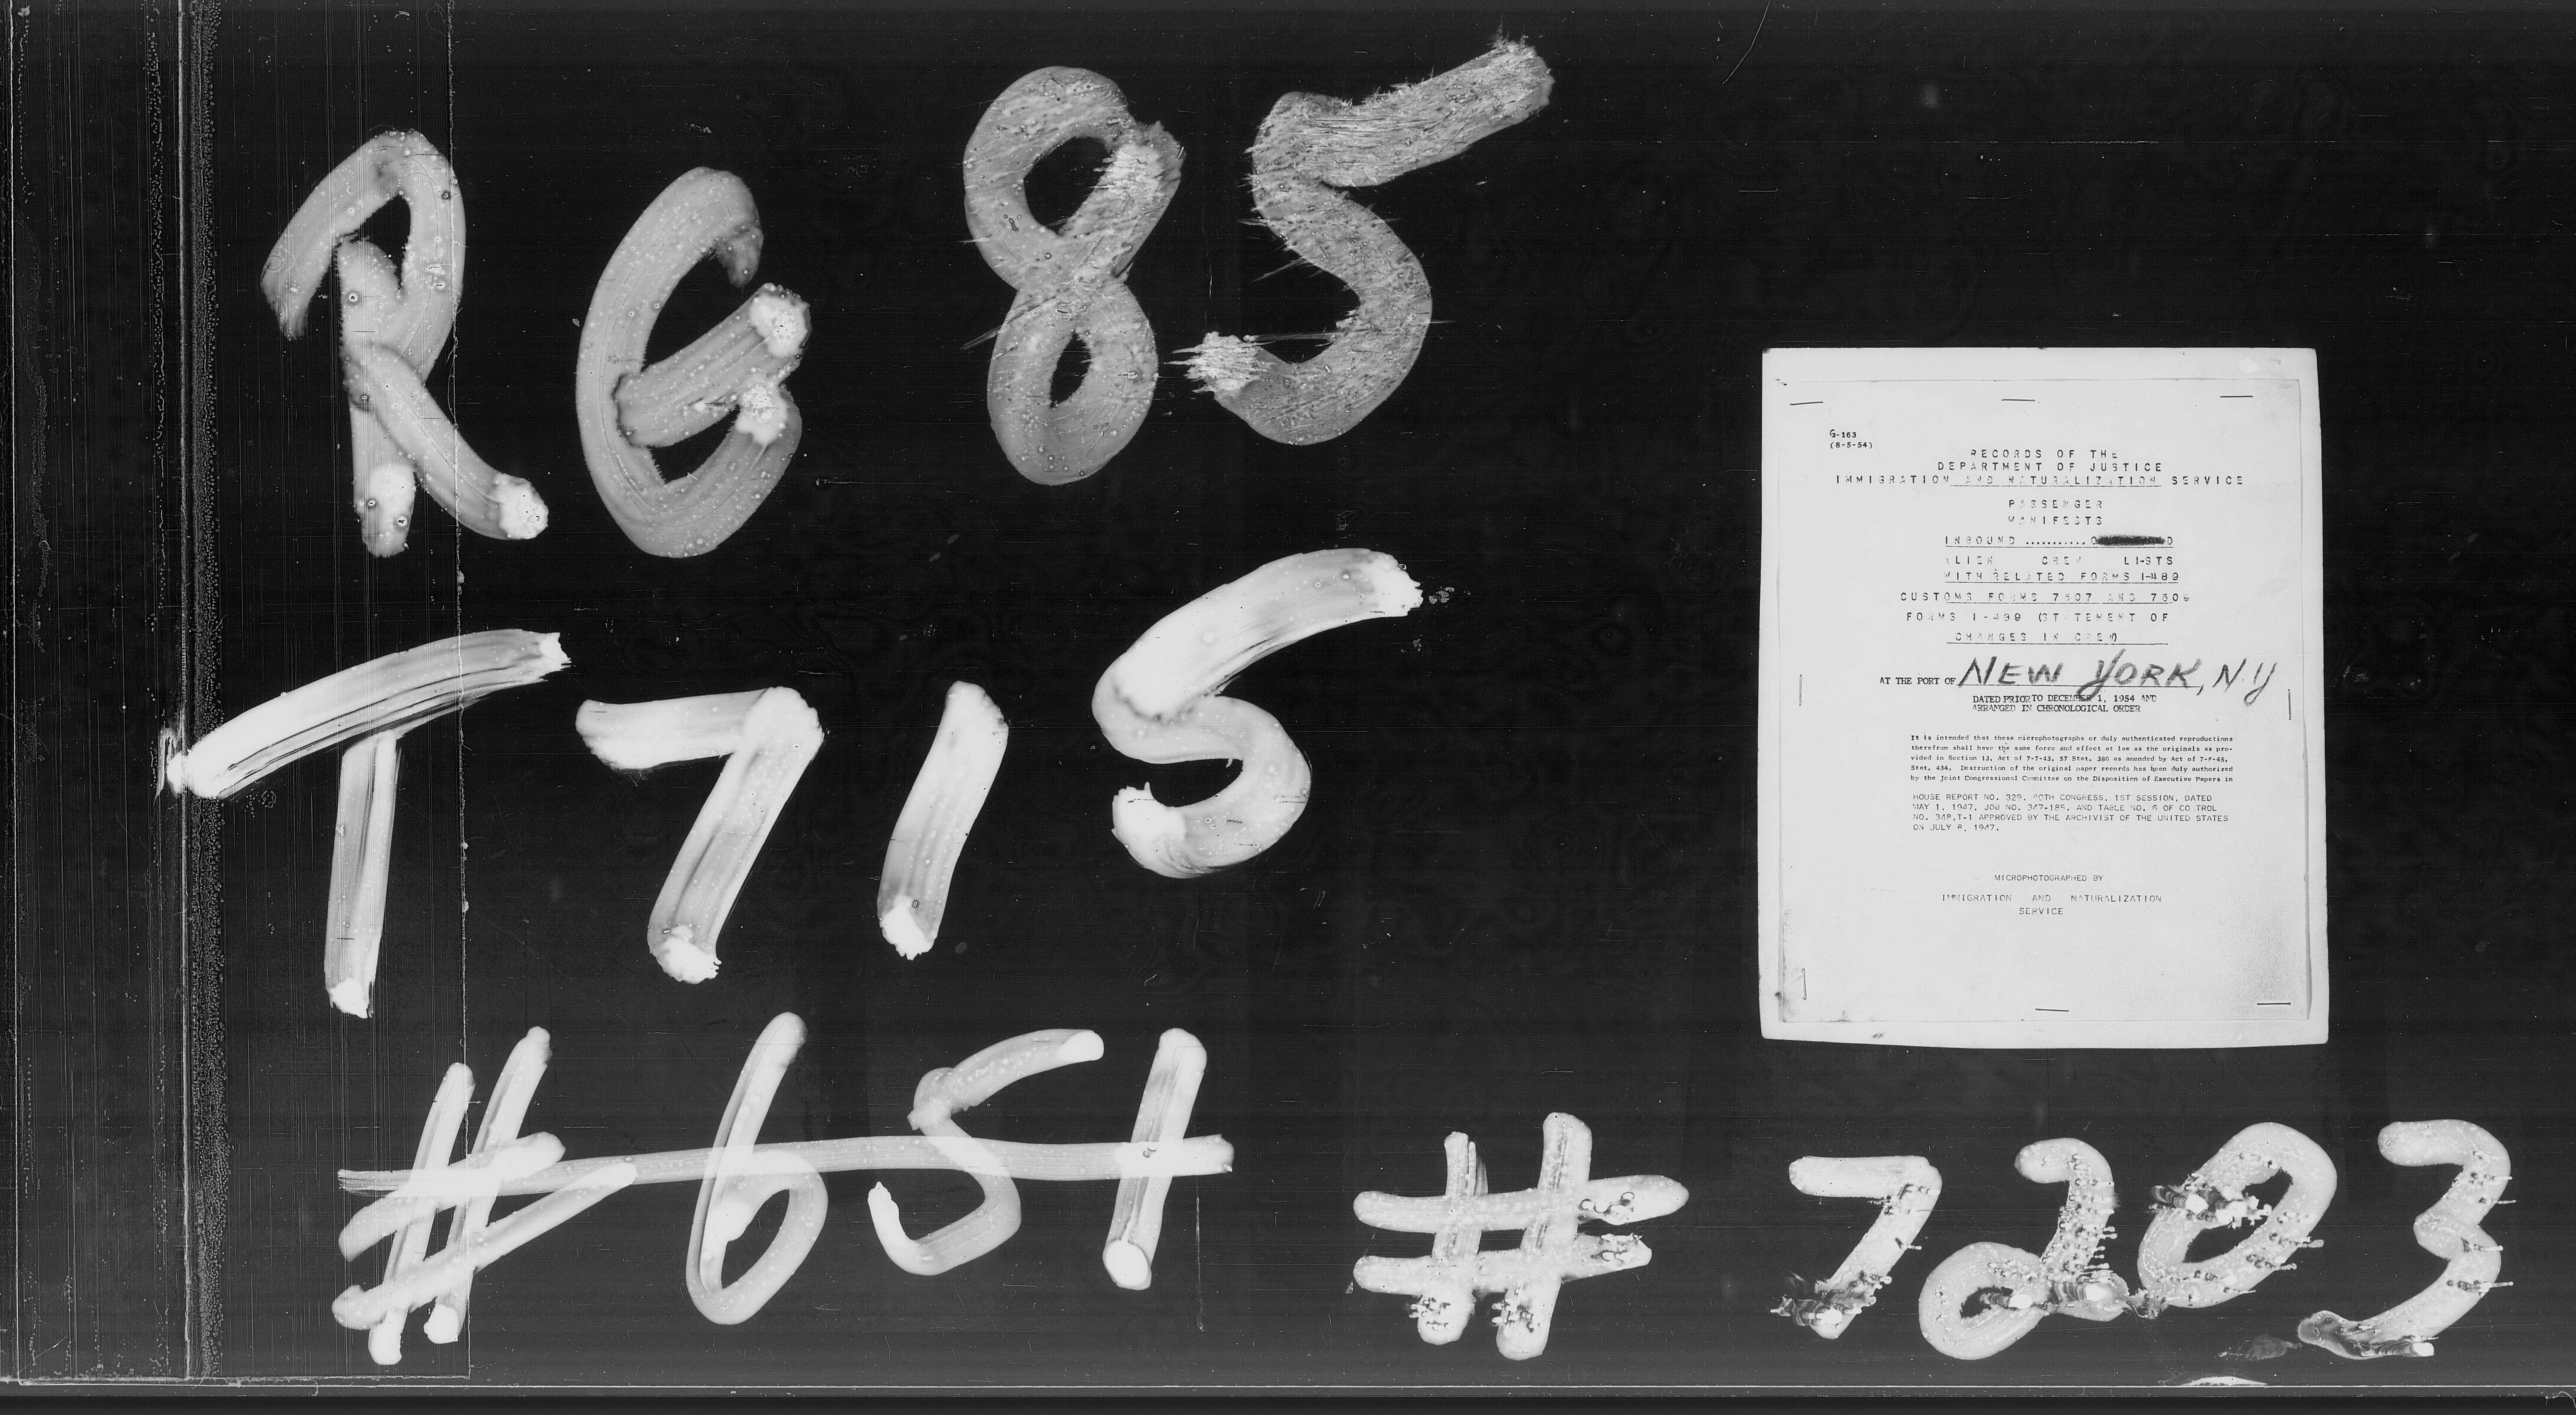 RG 85
T 715
#651
# 7203
G-163
(8-5-54)
RECORDS OF THE
DEPARTMENT OF JUSTICE
IMMIGRATION AND NATURALIZATION SERVICE
PASSENGER
MANIFESTS
INBOUND ...........
ALIEN CREW LISTS
WITH RELATED FORMS I-489
CUSTOMS FORMS 7507 AND 7509
FORMS I-499 (STATEMENT OF
CHANGES IN CREW)
AT THE PORT OF NEW YORK, N.Y
DATED PRIOR TO DECEMBER 1, 1954 AND
ARRANGED IN CHRONOLOGICAL ORDER
It is intended that these microphotographs or duly authenticated reproductions
therefrom shall have the same force and effect at law as the originals as pro-
vided in Section 13, Act of 7-7-43, 57 Stat. 380 as amended by Act of
Stat. 434. Destruction of the original paper records has been duly authorized
by the Joint Congressional Committee on the Disposition of Executive Papers in
HOUSE REPORT NO. 329, 80TH CONGRESS, 1ST SESSION, DATED
MAY 1, 1947, JOB NO. 347-185, AND TABLE NO. 6 OF CO TROL
NO. 348,T-1 APPROVED BY THE ARCHIVIST OF THE UNITED STATES
ON JULY 8, 1947.
MICROPHOTOGRAPHED BY
IMMIGRATION AND NATURALIZATION
SERVICE